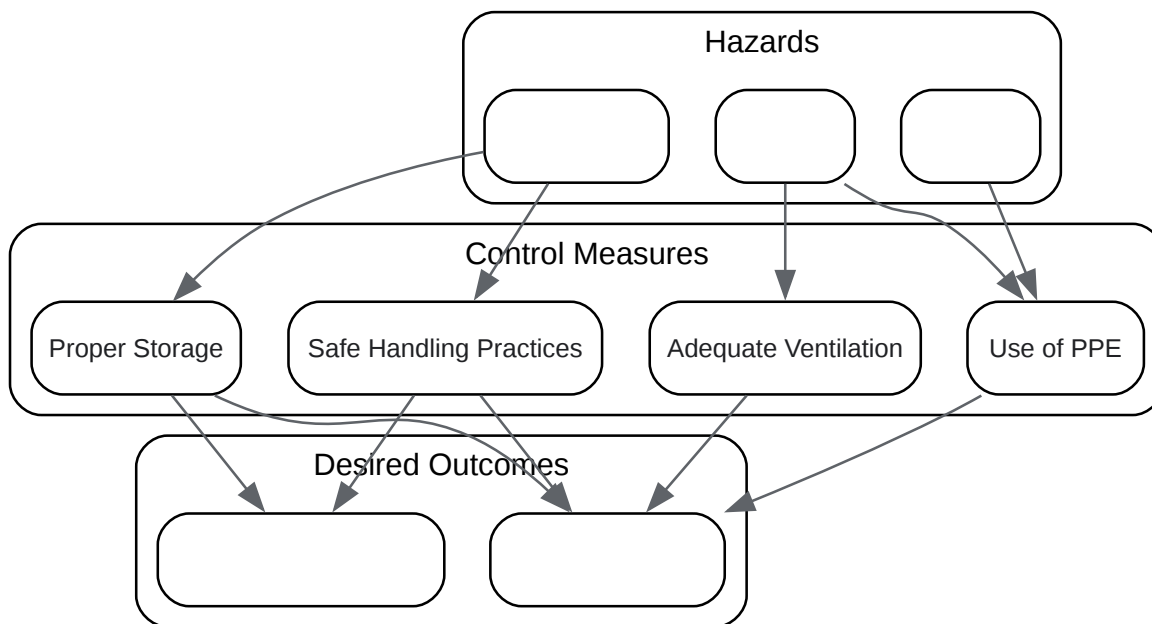 Hazards
Control Measures
Proper Storage
Safe Handling Practices
Adequate Ventilation
Use of PPE
Desired Outcomes